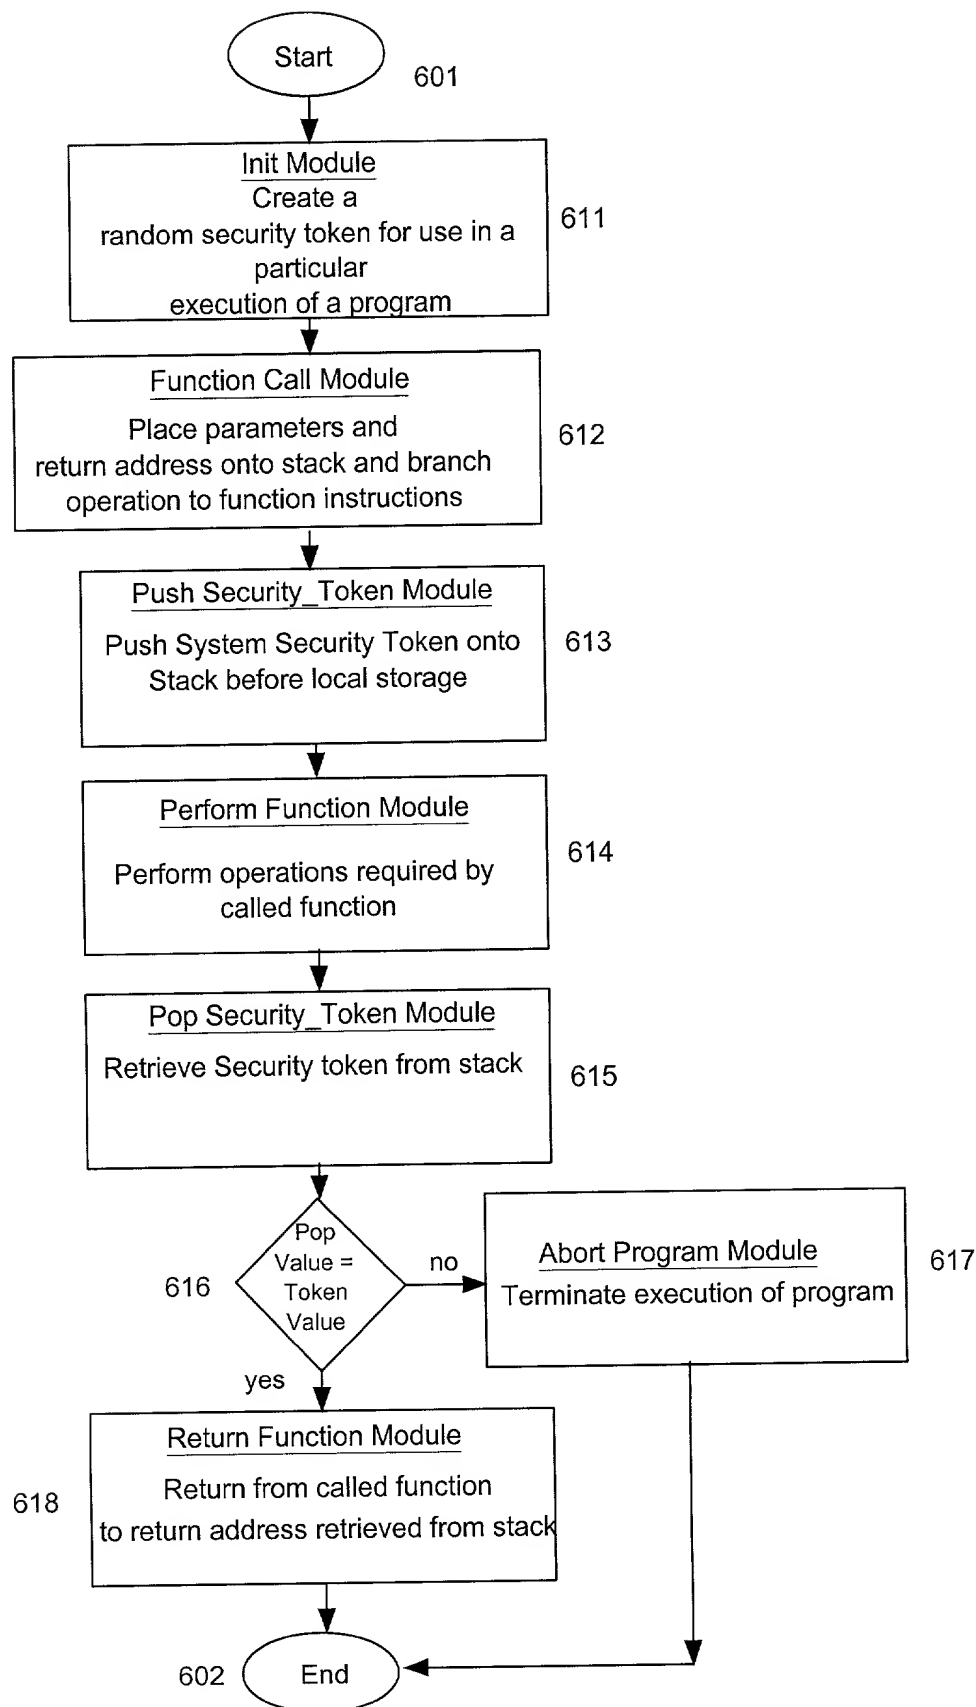 Start
601
Init Module
Create a
random security token for use in a
particular
execution of a program
611
Function Call Module
Place parameters and
return address onto stack and branch
operation to function instructions
612
Push Security_Token Module
Push System Security Token onto
Stack before local storage
613
Perform Function Module
Perform operations required by
called function
614
Pop Security_Token Module
Retrieve Security token from stack
615
Pop
Value =
Token
Value
616
no
Abort Program Module
Terminate execution of program
617
yes
Return Function Module
Return from called function
to return address retrieved from stack
618
End
602